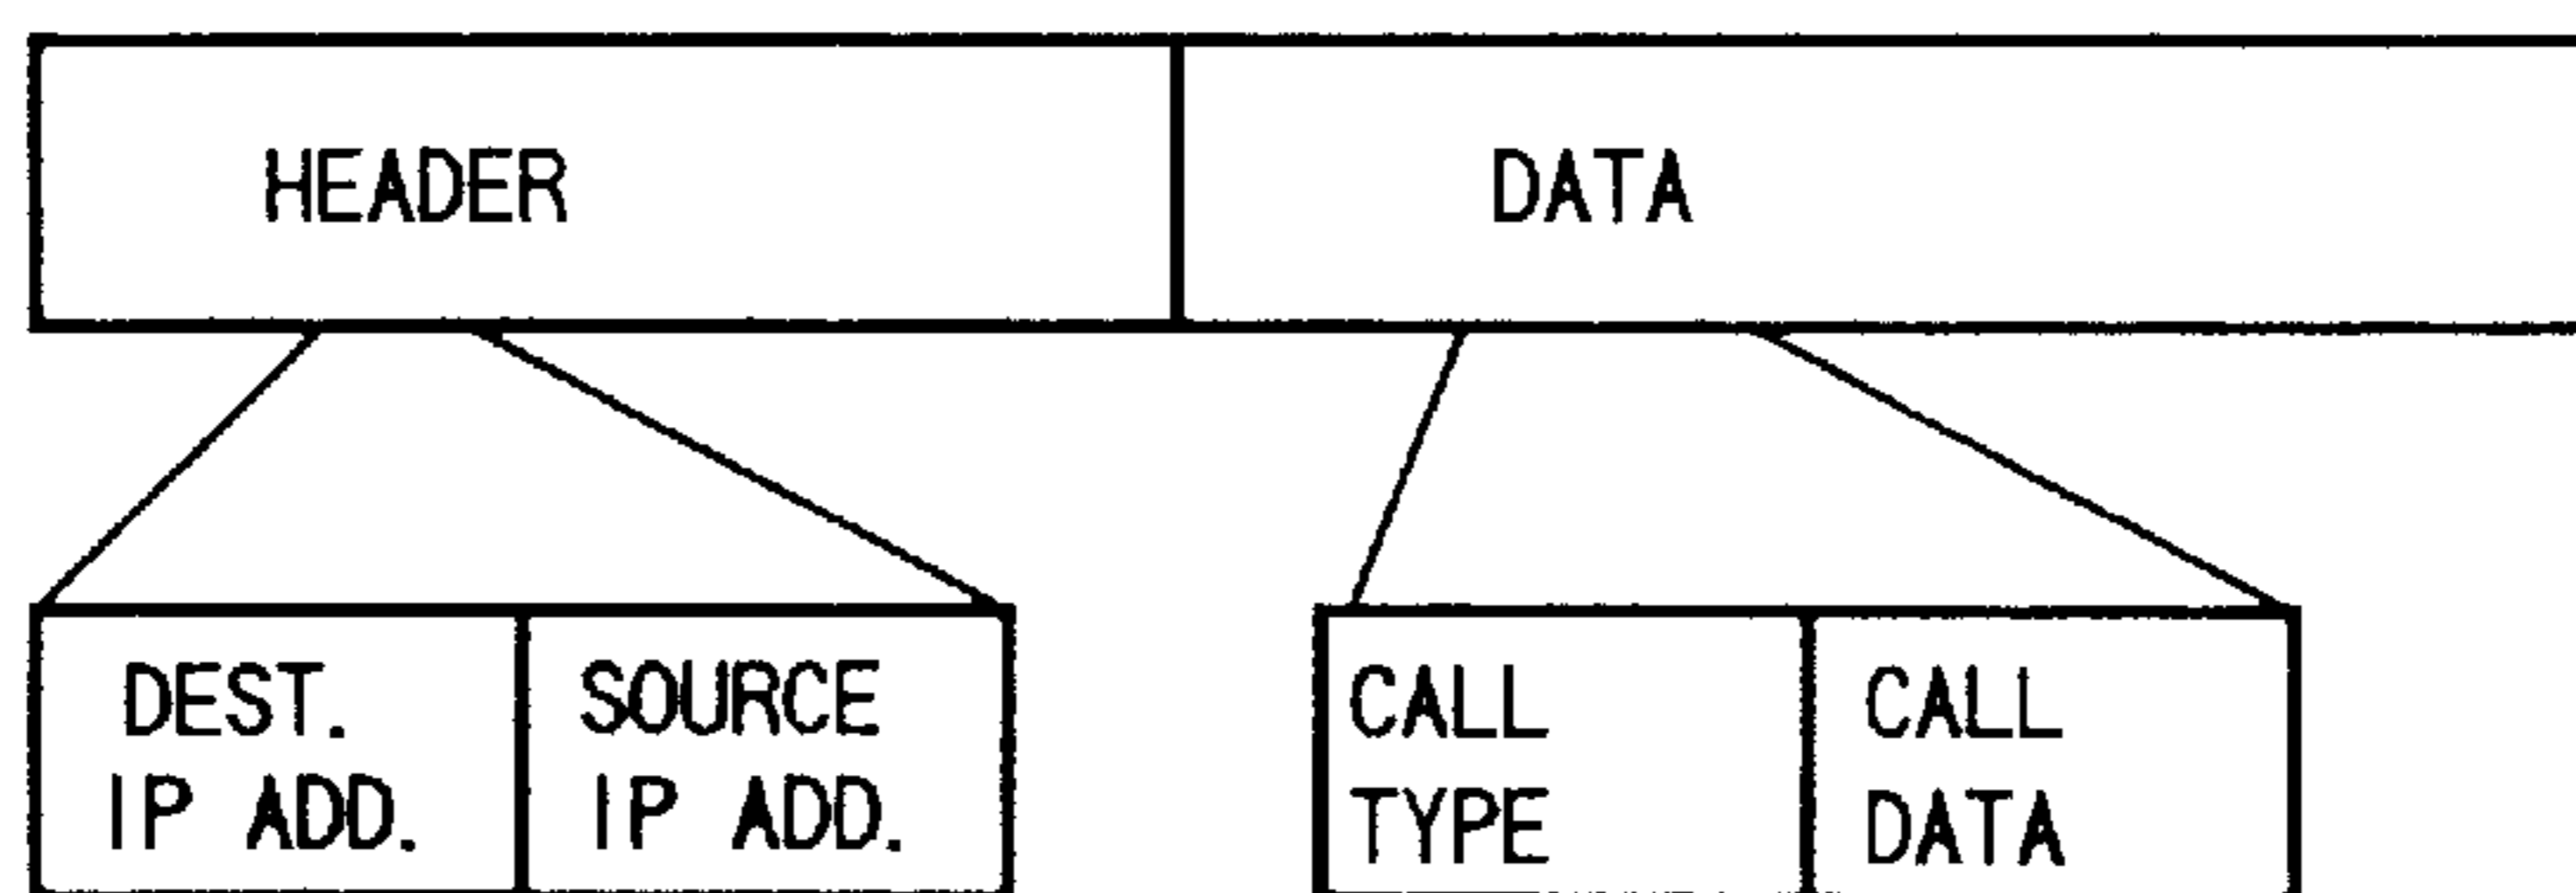 HEADER
DATA
DEST.
IP ADD.
SOURCE
IP ADD.
CALL
TYPE
CALL
DATA